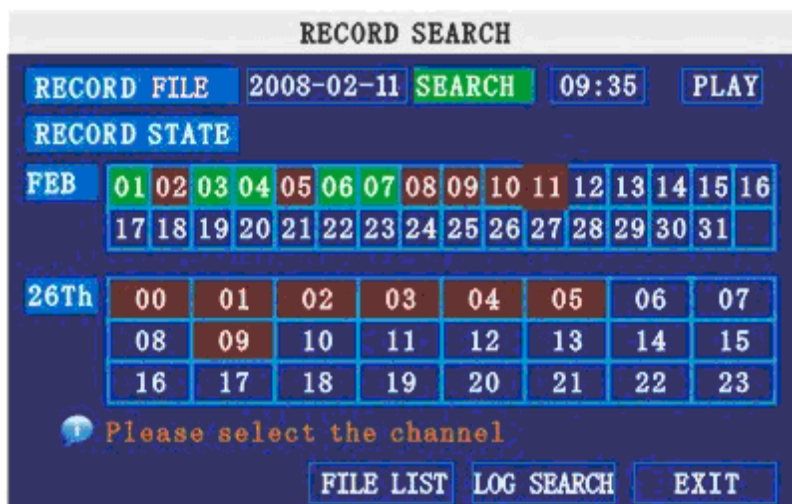 RECORD SEARCH
RECORD FILE 2008-02-11 SEARCH 09:35 PLAY
RECORD STATE
FEB 01 02 03 04 05 06 07 08 09 10 11 12 13 14 15 16
17 18 19 20 21 22 23 24 25 26 27 28 29 30 31
26Th 00 01 02 03 04 05 06 07
08 09 10 11 12 13 14 15
16 17 18 19 20 21 22 23
Please select the channel
FILE LIST LOG SEARCH EXIT